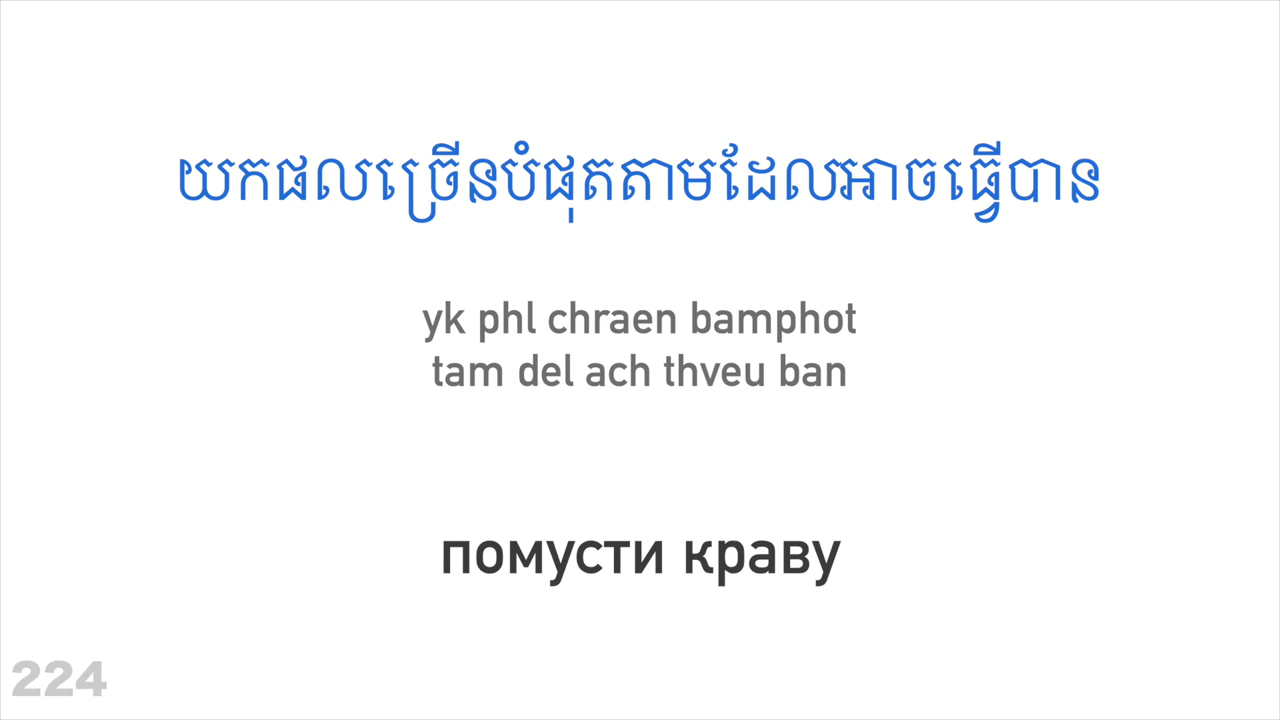 យកផលច្រើនបំផុតតាមដែលអាចធ្វើបាន
yk phl chraen bamphot
tam del ach thveu ban
помусти краву
224